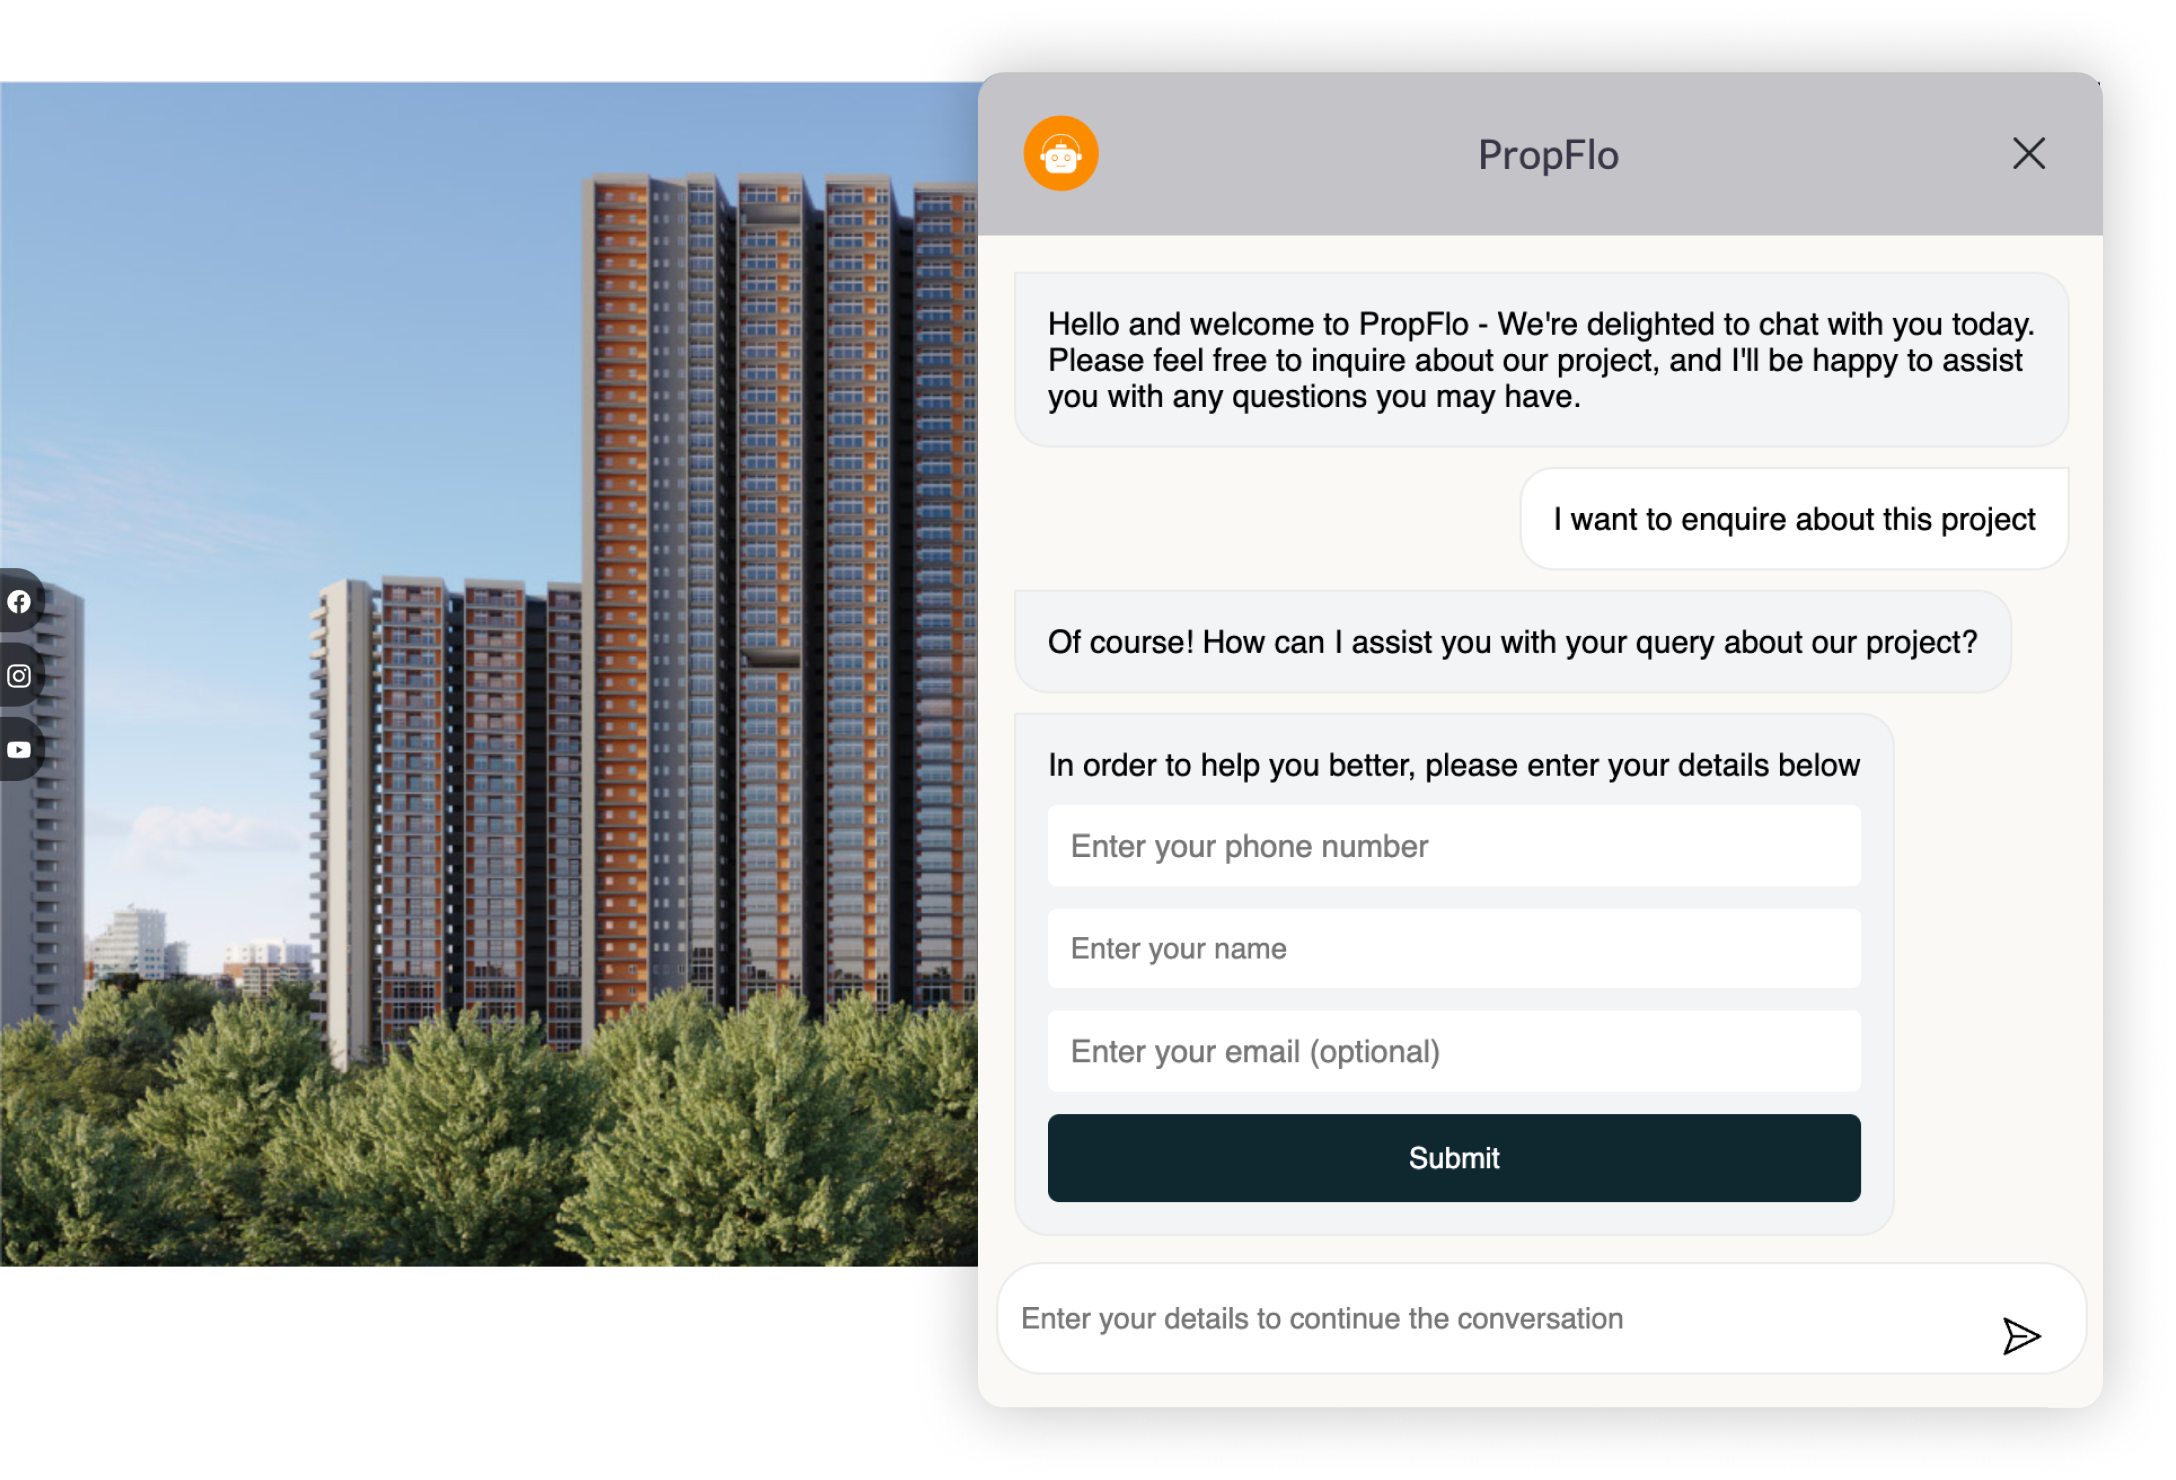 PropFlo
Hello and welcome to PropFlo - We're delighted to chat with you today.
Please feel free to inquire about our project, and I'll be happy to assist
you with any questions you may have.
I want to enquire about this project
Of course! How can I assist you with your query about our project?
In order to help you better, please enter your details below
Enter your phone number
Enter your name
Enter your email (optional)
Submit
Enter your details to continue the conversation